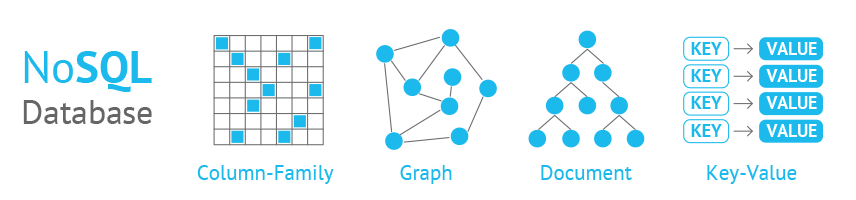 NoSQL
Database
Column-Family
Graph
Document
KEY VALUE
KEY VALUE
KEY VALUE
KEY VALUE
Key-Value